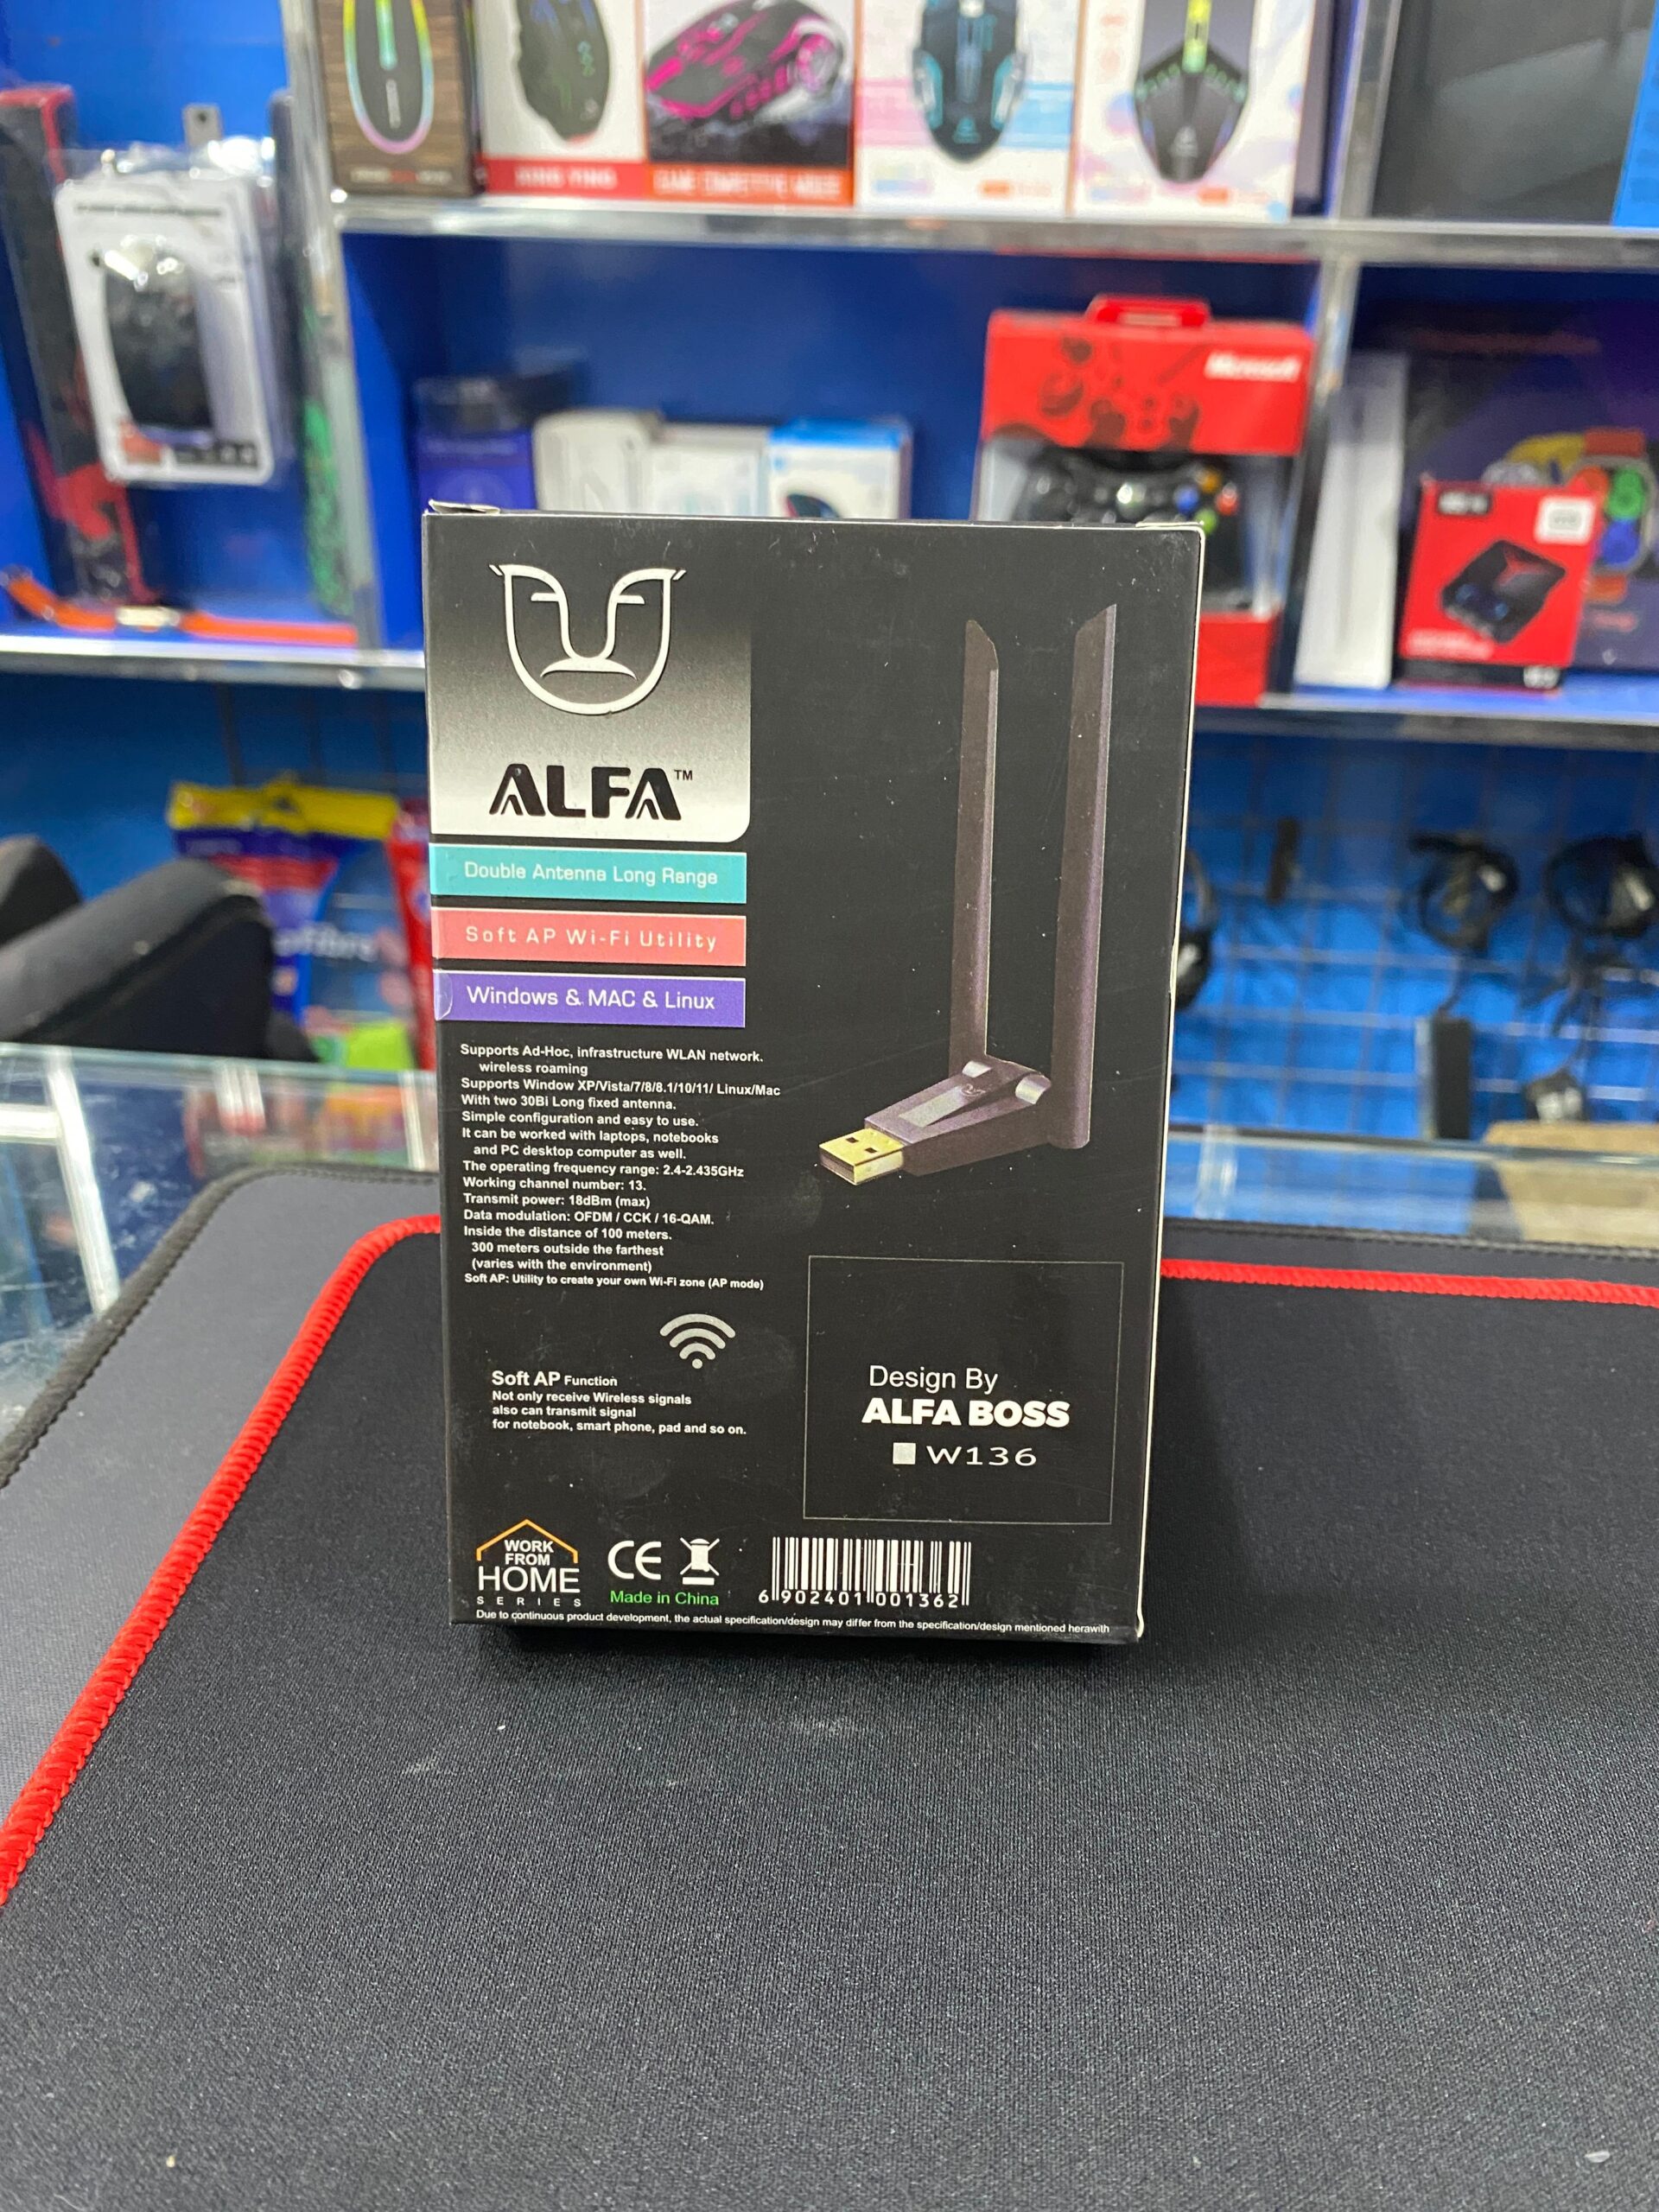 KING YING
GAME COMPETITIVE MOUSE
Microsoft
ALFA™
Double Antenna Long Range
Soft AP Wi-Fi Utility
Windows & MAC & Linux
Supports Ad-Hoc, infrastructure WLAN network.
wireless roaming
Supports Window XP/Vista/7/8/8.1/10/11/ Linux/Mac
With two 30Bi Long fixed antenna.
Simple configuration and easy to use.
It can be worked with laptops, notebooks
and PC desktop computer as well.
The operating frequency range: 2.4-2.435GHz
Working channel number: 13.
Transmit power: 18dBm (max)
Data modulation: OFDM / CCK / 16-QAM.
Inside the distance of 100 meters.
300 meters outside the farthest
(varies with the environment)
Soft AP: Utility to create your own Wi-Fi zone (AP mode)
Soft AP Function
Not only receive Wireless signals
also can transmit signal
for notebook, smart phone, pad and so on.
Design By
ALFA BOSS
W136
WORK
FROM
HOME
SERIES
CE
Made in China
6 902401 001362
Due to continuous product development, the actual specification/design may differ from the specification/design mentioned herawith